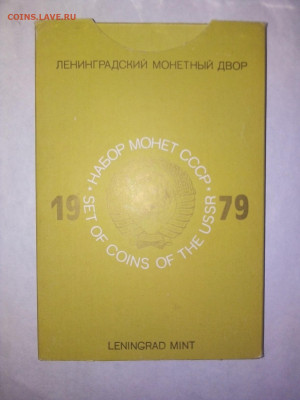 COINS.LAVE.RU
ЛЕНИНГРАДСКИЙ МОНЕТНЫЙ ДВОР
• НАБОР МОНЕТ СССР •
19 79
SET OF COINS OF THE USSR
LENINGRAD MINT